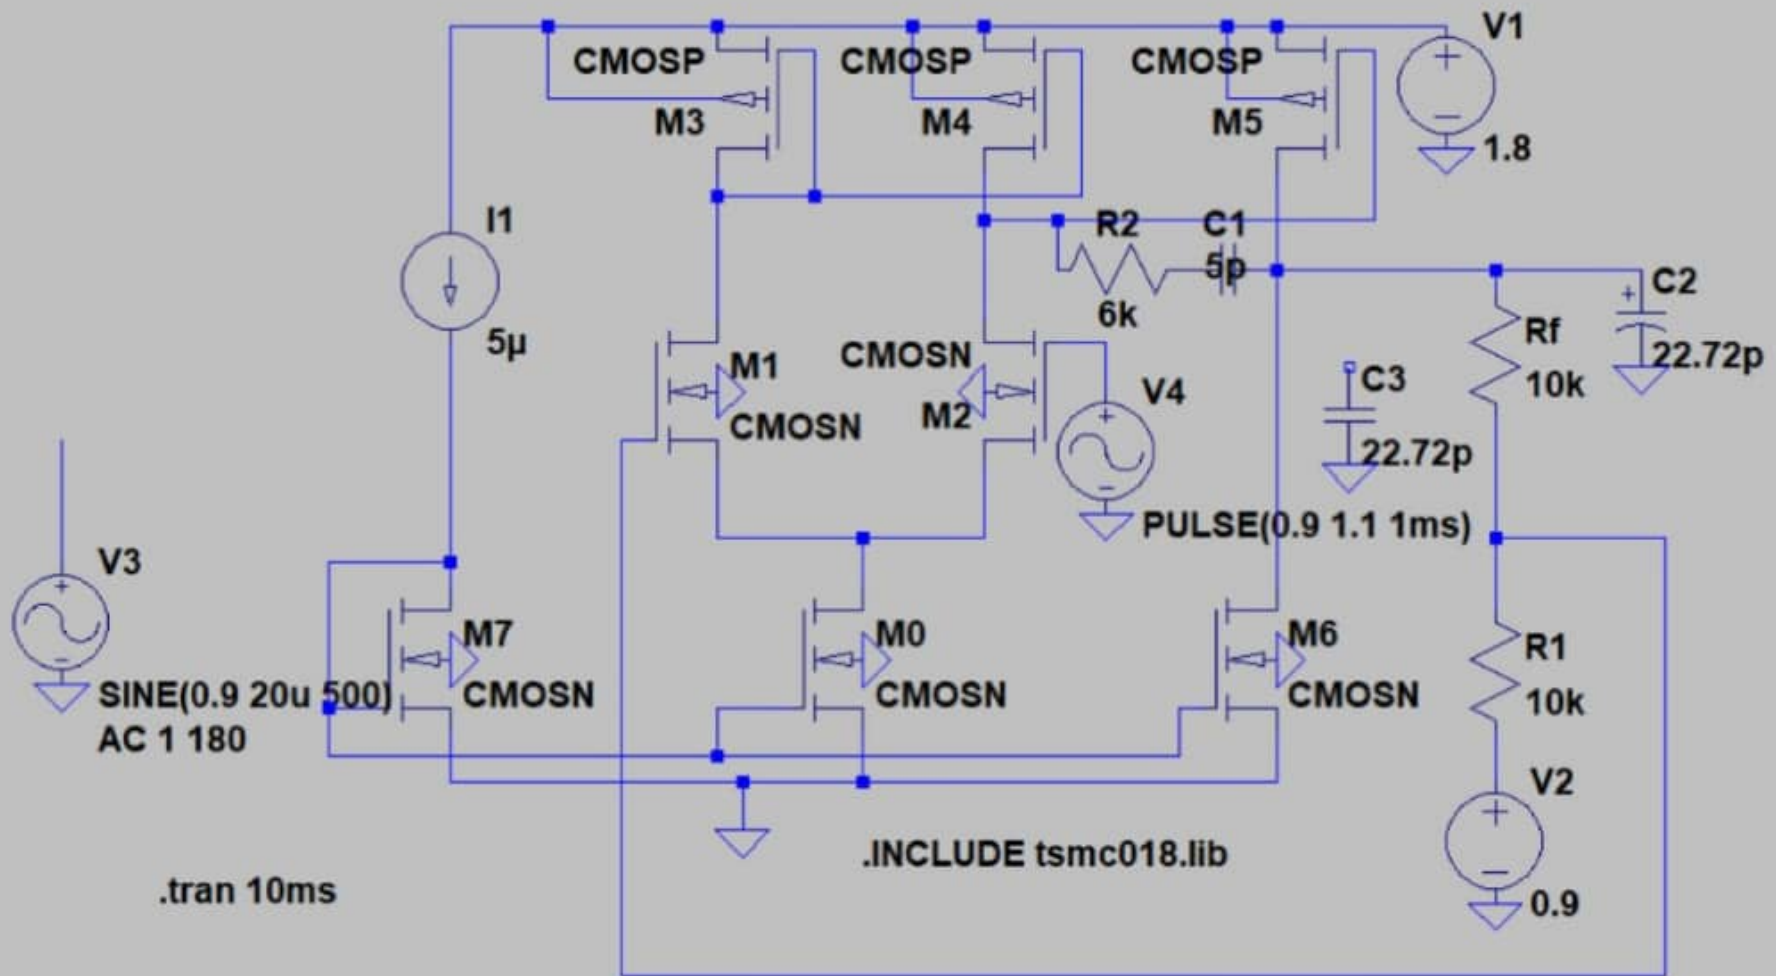 V1
CMOSP
CMOSP
CMOSP
M3
M4
M5
1.8
I1
R2
C1
5p
C2
6k
Rf
5µ
22.72p
CMOSN
M1
C3
10k
V4
M2
CMOSN
22.72p
PULSE(0.9 1.1 1ms)
V3
M7
M0
M6
R1
SINE(0.9 20u 500)
CMOSN
CMOSN
CMOSN
10k
AC 1 180
V2
.INCLUDE tsmc018.lib
.tran 10ms
0.9